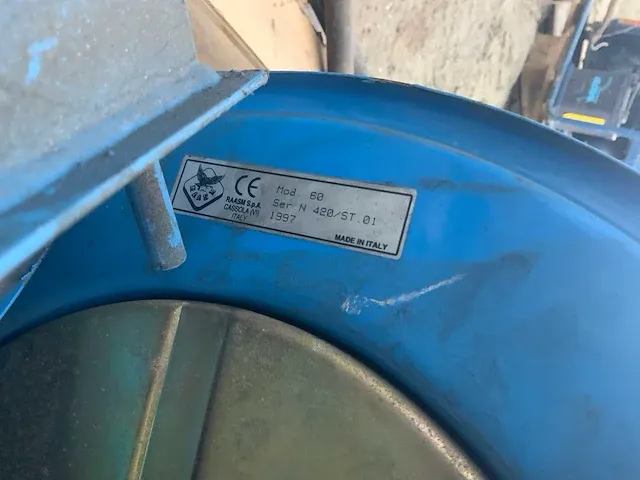 CE
RAASM S.p.A.
CASSOLA (VI)
ITALY
Mod. 60
Ser N 420/ST.01
1997
MADE IN ITALY